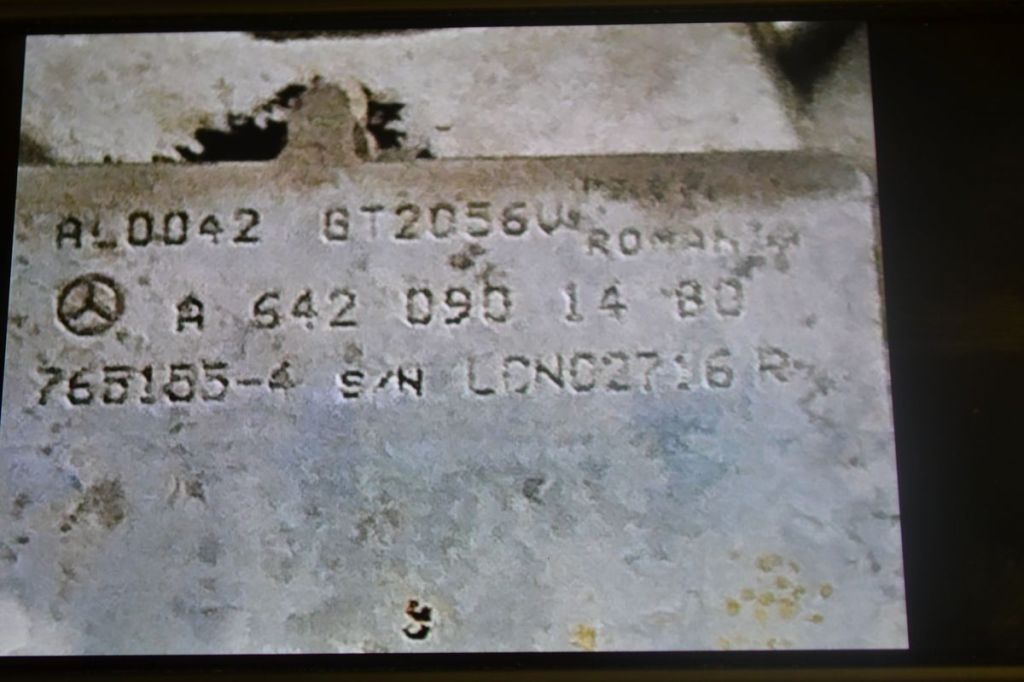 AL0042 GT2056V ROMANIA
A 642 090 14 80
765155-4 S/N LCN02716 R